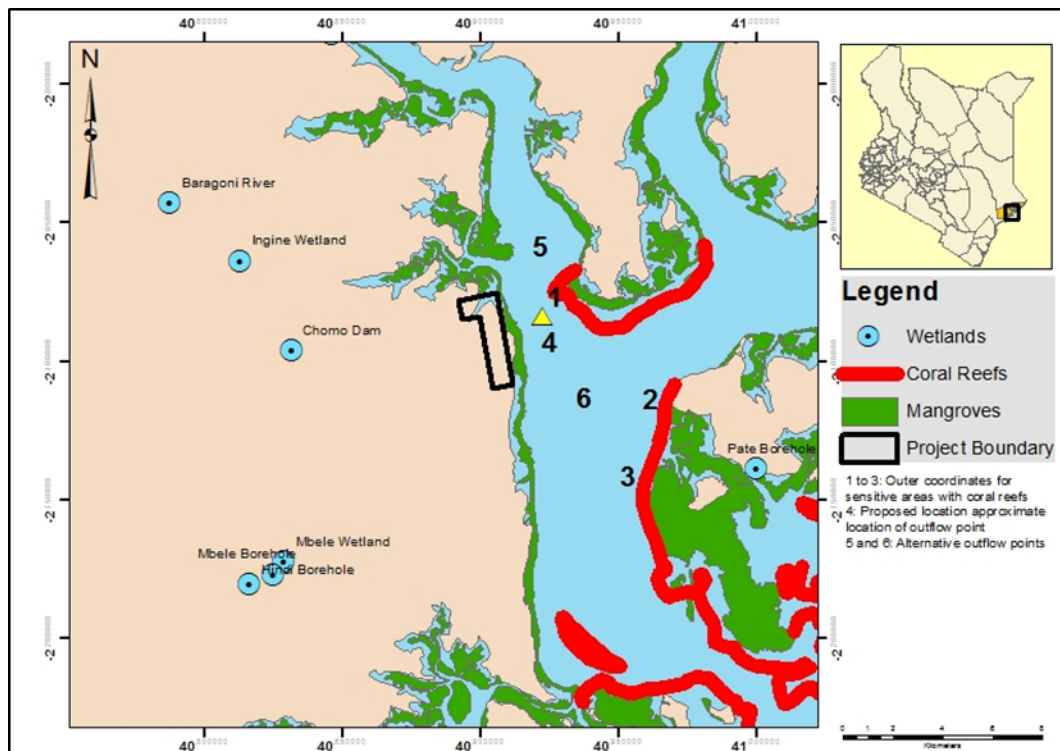 N
Baragoni River
Ingine Wetland
Chomo Dam
Mbele Wetland
Mbele Borehole
Hindi Borehole
Pate Borehole
5
1
4
6
2
3
Legend
Wetlands
Coral Reefs
Mangroves
Project Boundary
1 to 3: Outer coordinates for
sensitive areas with coral reefs
4: Proposed location approximate
location of outflow point
5 and 6: Alternative outflow points
0 1 2 4 6 8
Kilometers